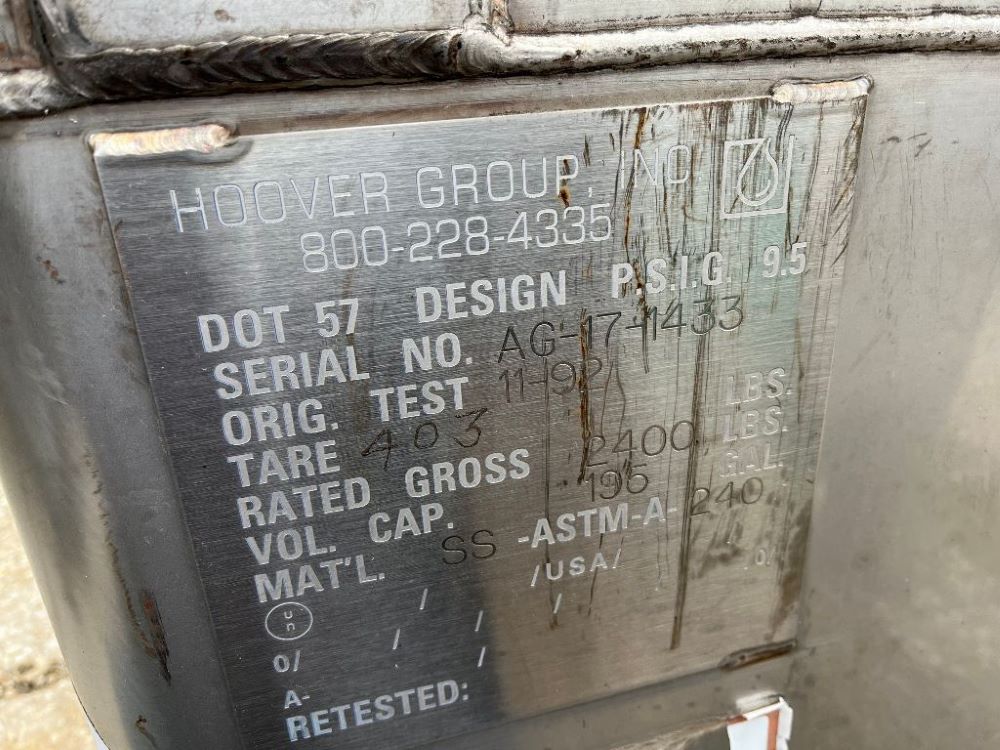 HOOVER GROUP, INC
800-228-4335
DOT 57 DESIGN P.S.I.G. 9.5
SERIAL NO. AG-17-1433
ORIG. TEST 11-92
TARE 403 LBS.
RATED GROSS 2400 LBS.
VOL. CAP. 195 GAL.
MAT'L. SS -ASTM-A- 240
un / /USA/ / /0/
0/ / /
A- /
RETESTED: